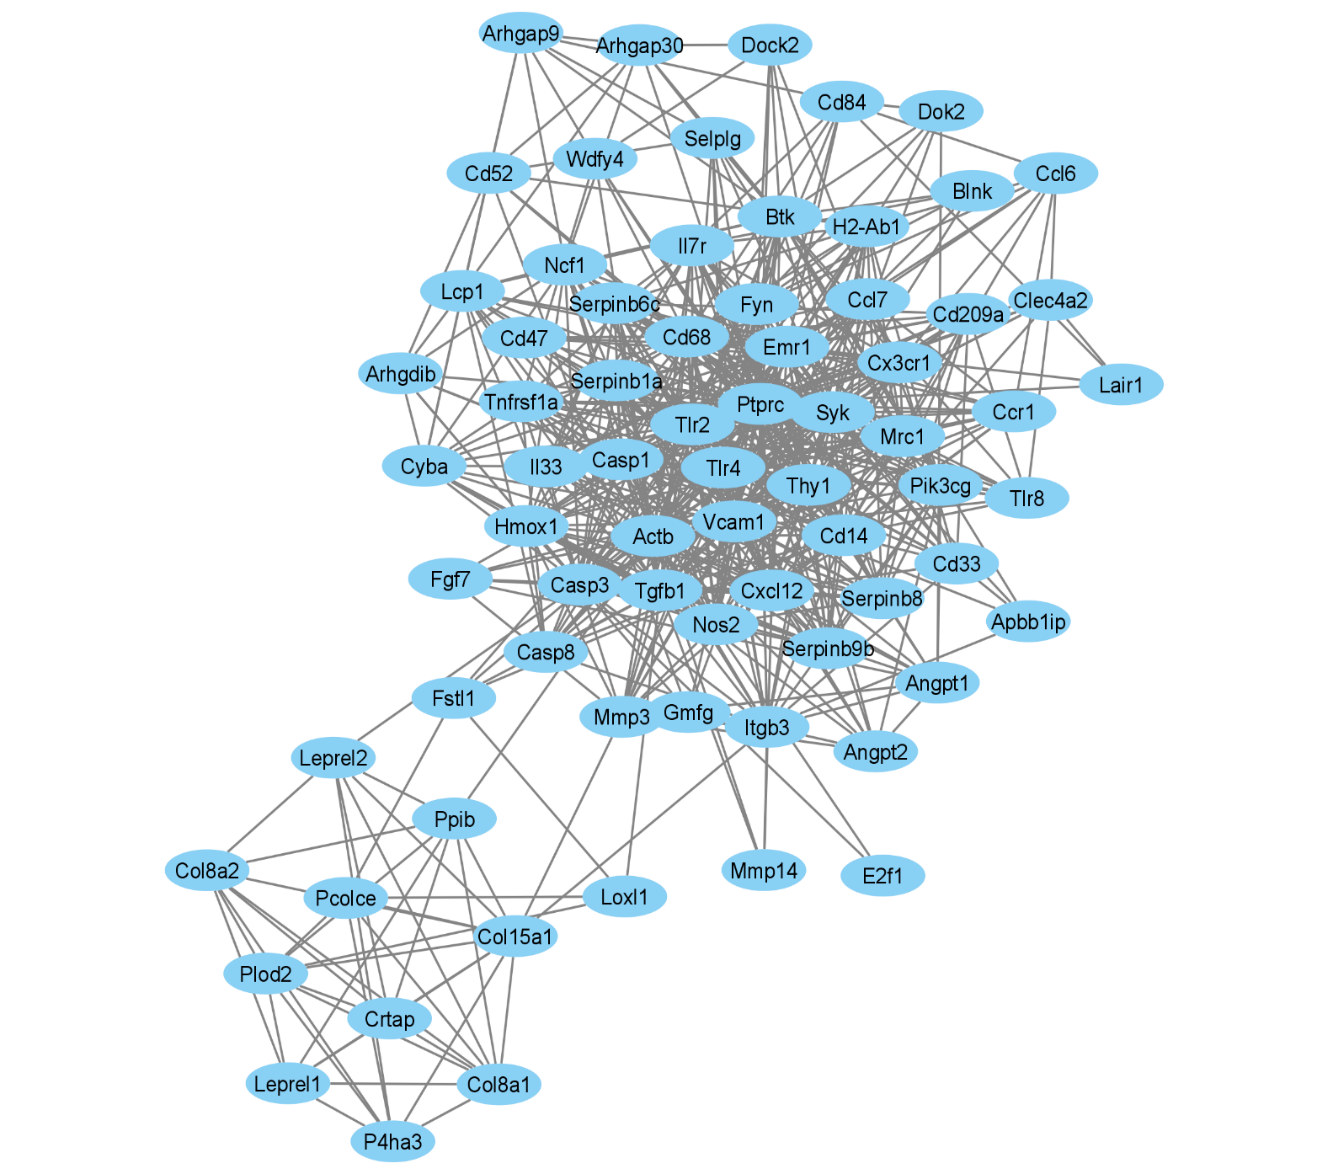 Arhgap9
Arhgap30
Dock2
Cd84
Dok2
Selplg
Wdfy4
Cd52
Ccl6
Blnk
Btk
H2-Ab1
Il7r
Ncf1
Lcp1
Serpinb6c
Fyn
Ccl7
Cd209a
Clec4a2
Cd47
Cd68
Emr1
Cx3cr1
Arhgdib
Serpinb1a
Lair1
Tnfrsf1a
Ptprc
Syk
Ccr1
Tlr2
Mrc1
Cyba
Il33
Casp1
Tlr4
Thy1
Pik3cg
Tlr8
Hmox1
Actb
Vcam1
Cd14
Cd33
Fgf7
Casp3
Tgfb1
Cxcl12
Serpinb8
Apbb1ip
Nos2
Casp8
Serpinb9b
Fstl1
Angpt1
Mmp3
Gmfg
Itgb3
Angpt2
Leprel2
Ppib
Col8a2
Mmp14
E2f1
Pcolce
Loxl1
Col15a1
Plod2
Crtap
Leprel1
Col8a1
P4ha3